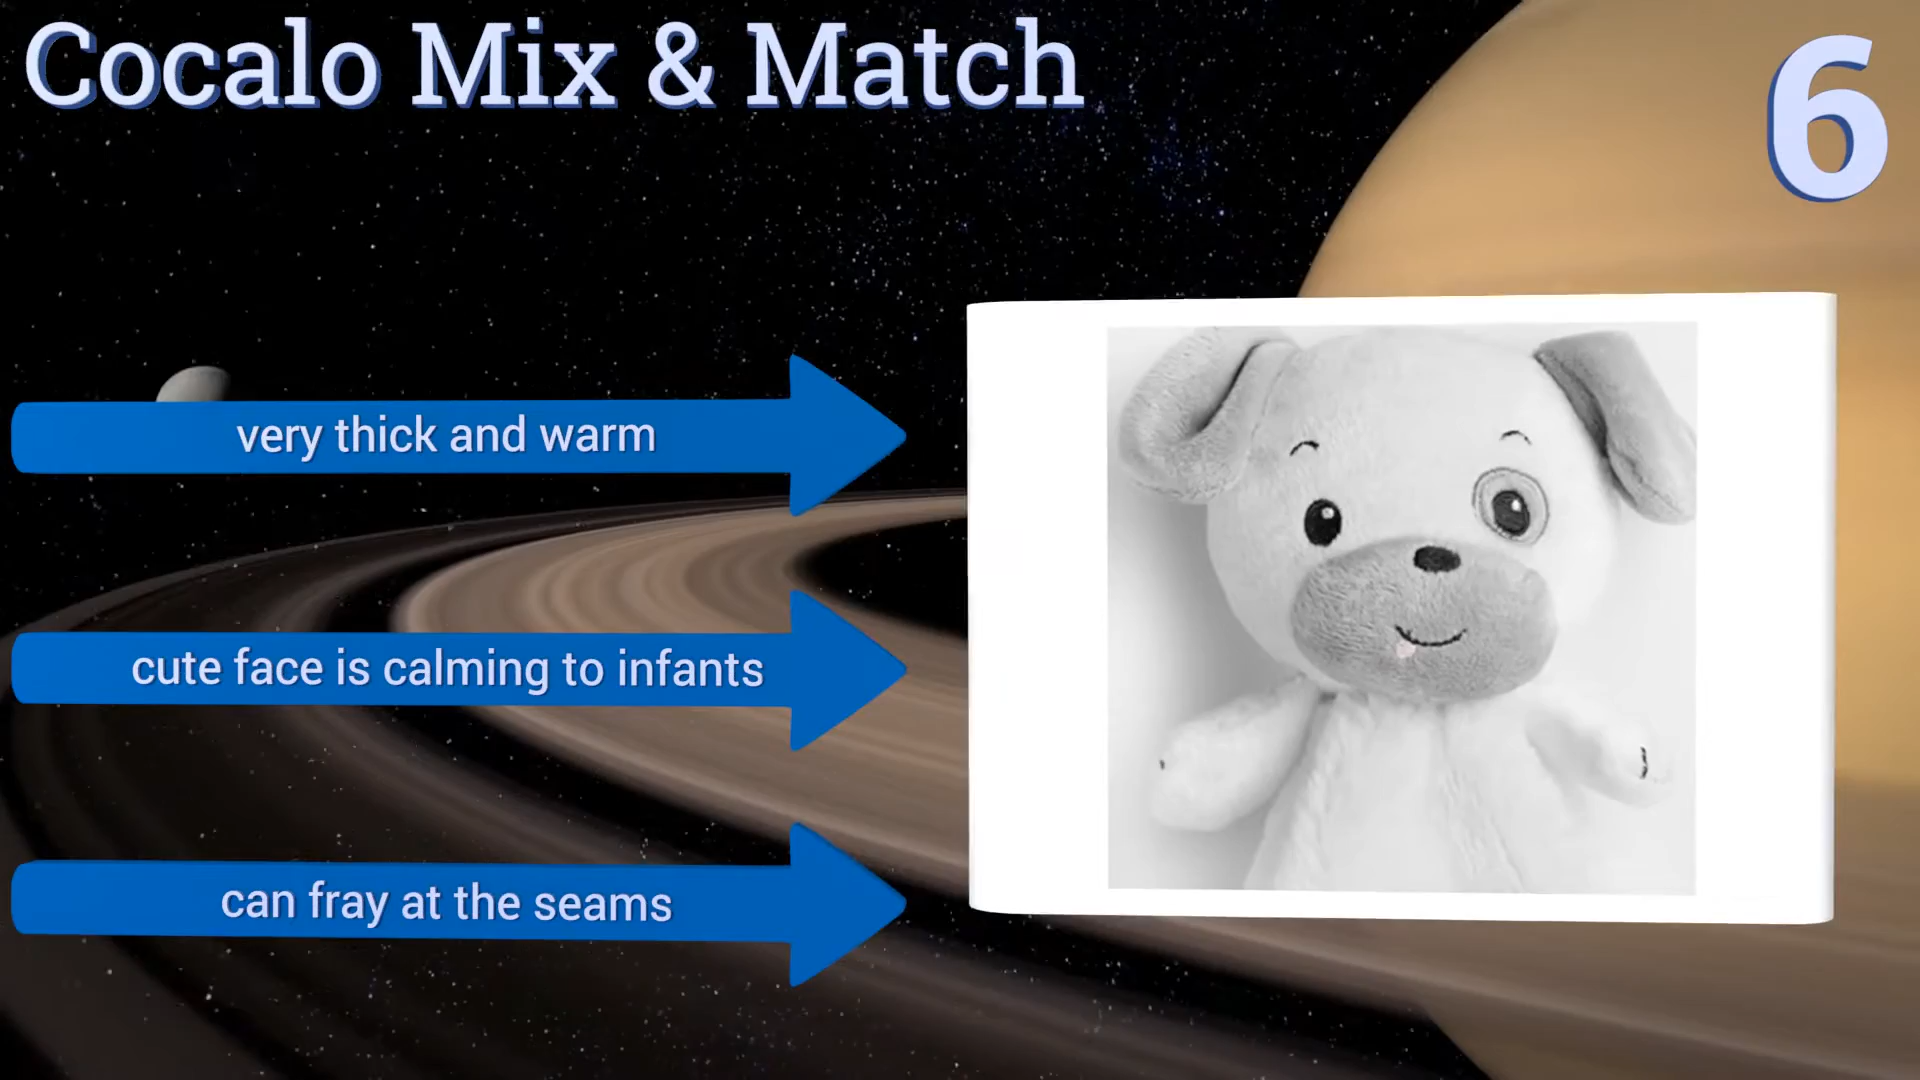 Cocalo Mix & Match
6
very thick and warm
cute face is calming to infants
can fray at the seams